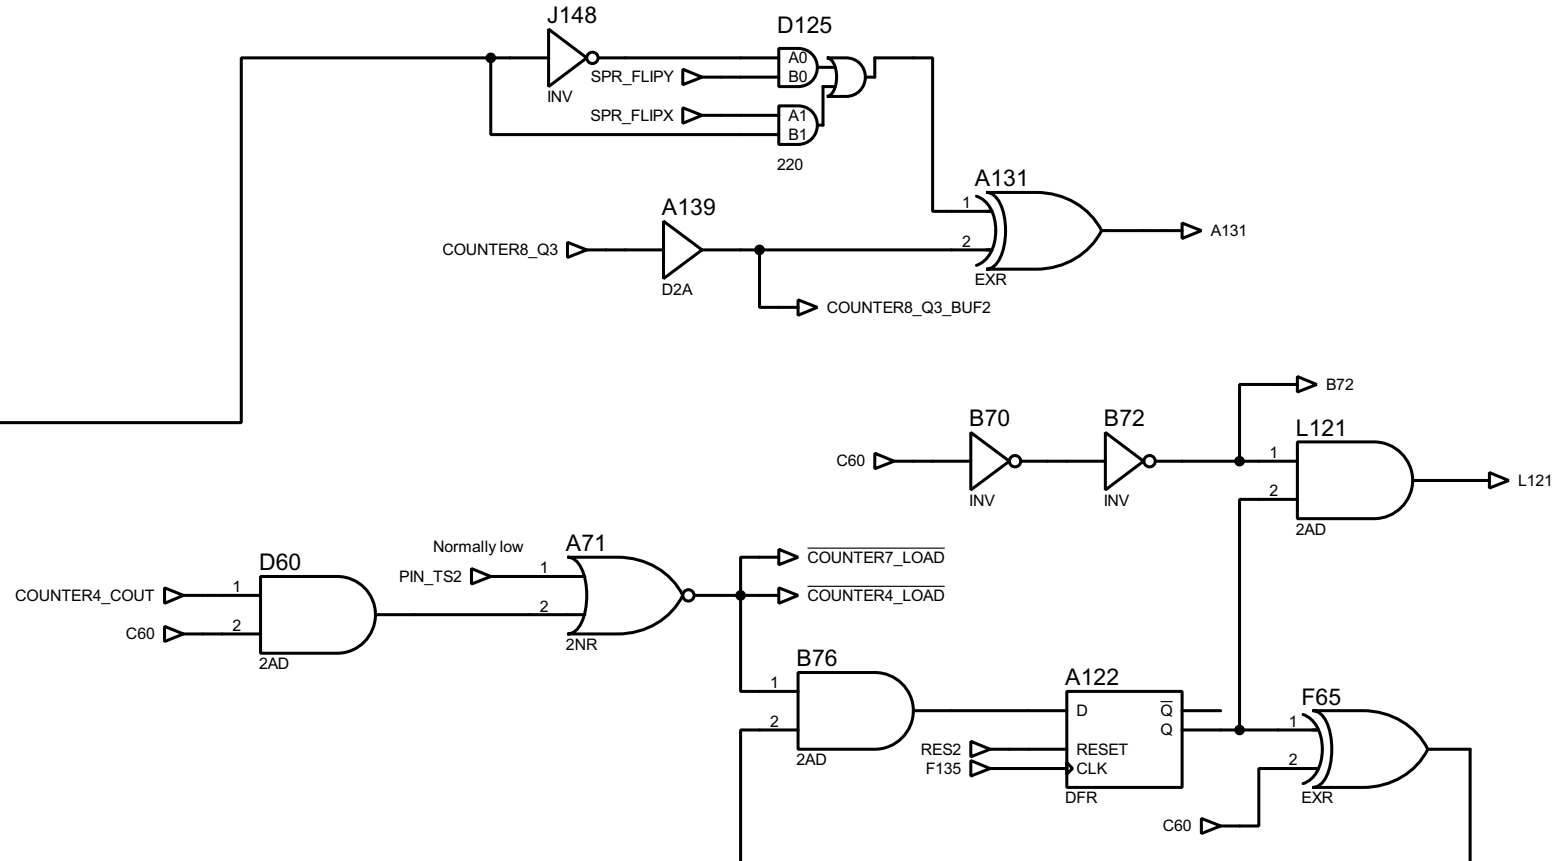 J148
D125
A0
SPR_FLIPY
B0
INV
SPR_FLIPX
A1
B1
220
A131
A139
1
COUNTER8_Q3
2
A131
D2A
EXR
COUNTER8_Q3_BUF2
B72
B70
B72
L121
C60
1
INV
INV
2
L121
2AD
Normally low
A71
D60
PIN_TS2
1
COUNTER7_LOAD
COUNTER4_COUT
1
2
COUNTER4_LOAD
C60
2
2NR
2AD
B76
A122
F65
1
D
Q
2
Q
1
2AD
RES2
RESET
F135
CLK
2
DFR
EXR
C60